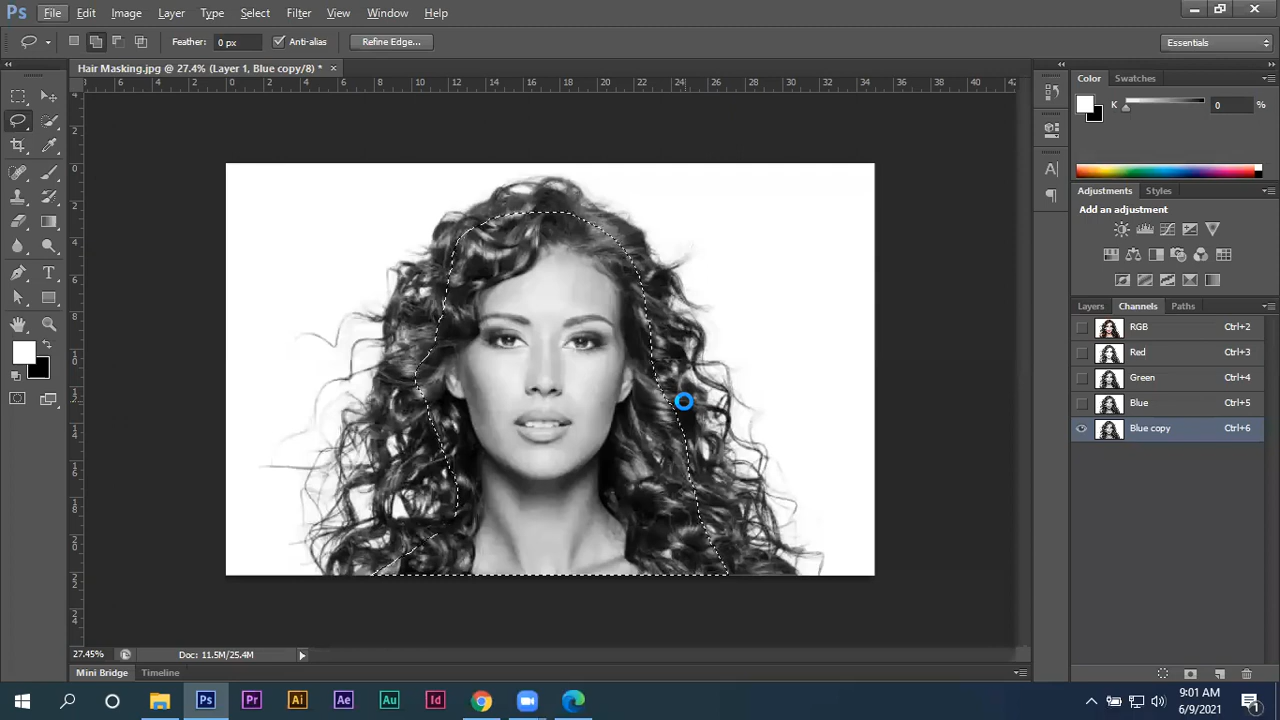 Ps File Edit Image Layer Type Select Filter View Window Help
Feather: 0 px Anti-alias Refine Edge... Essentials
Hair Masking.jpg @ 27.4% (Layer 1, Blue copy/8) * ×
Color Swatches
K 0 %
Adjustments Styles
Add an adjustment
Layers Channels Paths
RGB Ctrl+2
Red Ctrl+3
Green Ctrl+4
Blue Ctrl+5
Blue copy Ctrl+6
27.45% Doc: 11.5M/25.4M
Mini Bridge Timeline
Ps Pr Ai Ae Au Id
9:01 AM
6/9/2021